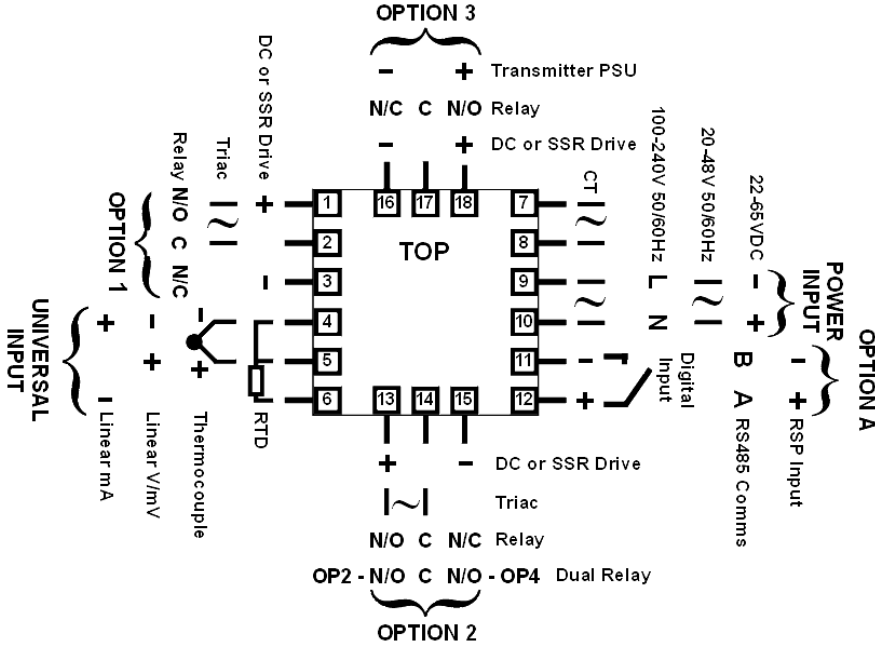 OPTION 3
- + Transmitter PSU
N/C C N/O Relay
- + DC or SSR Drive
16 17 18
TOP
OPTION 1
Relay N/O C N/C
Triac ~
DC or SSR Drive + -
1
2
3
4
5
6
UNIVERSAL
INPUT
Linear mA + -
Linear V/mV - +
Thermocouple - +
RTD
7
8
9
10
11
12
CT ~
~
100-240V 50/60Hz L N
20-48V 50/60Hz ~
22-65VDC - +
POWER
INPUT
Digital
Input
- +
OPTION A
B A RS485 Comms
- + RSP Input
13 14 15
+ - DC or SSR Drive
~ Triac
N/O C N/C Relay
OP2 - N/O C N/O - OP4 Dual Relay
OPTION 2